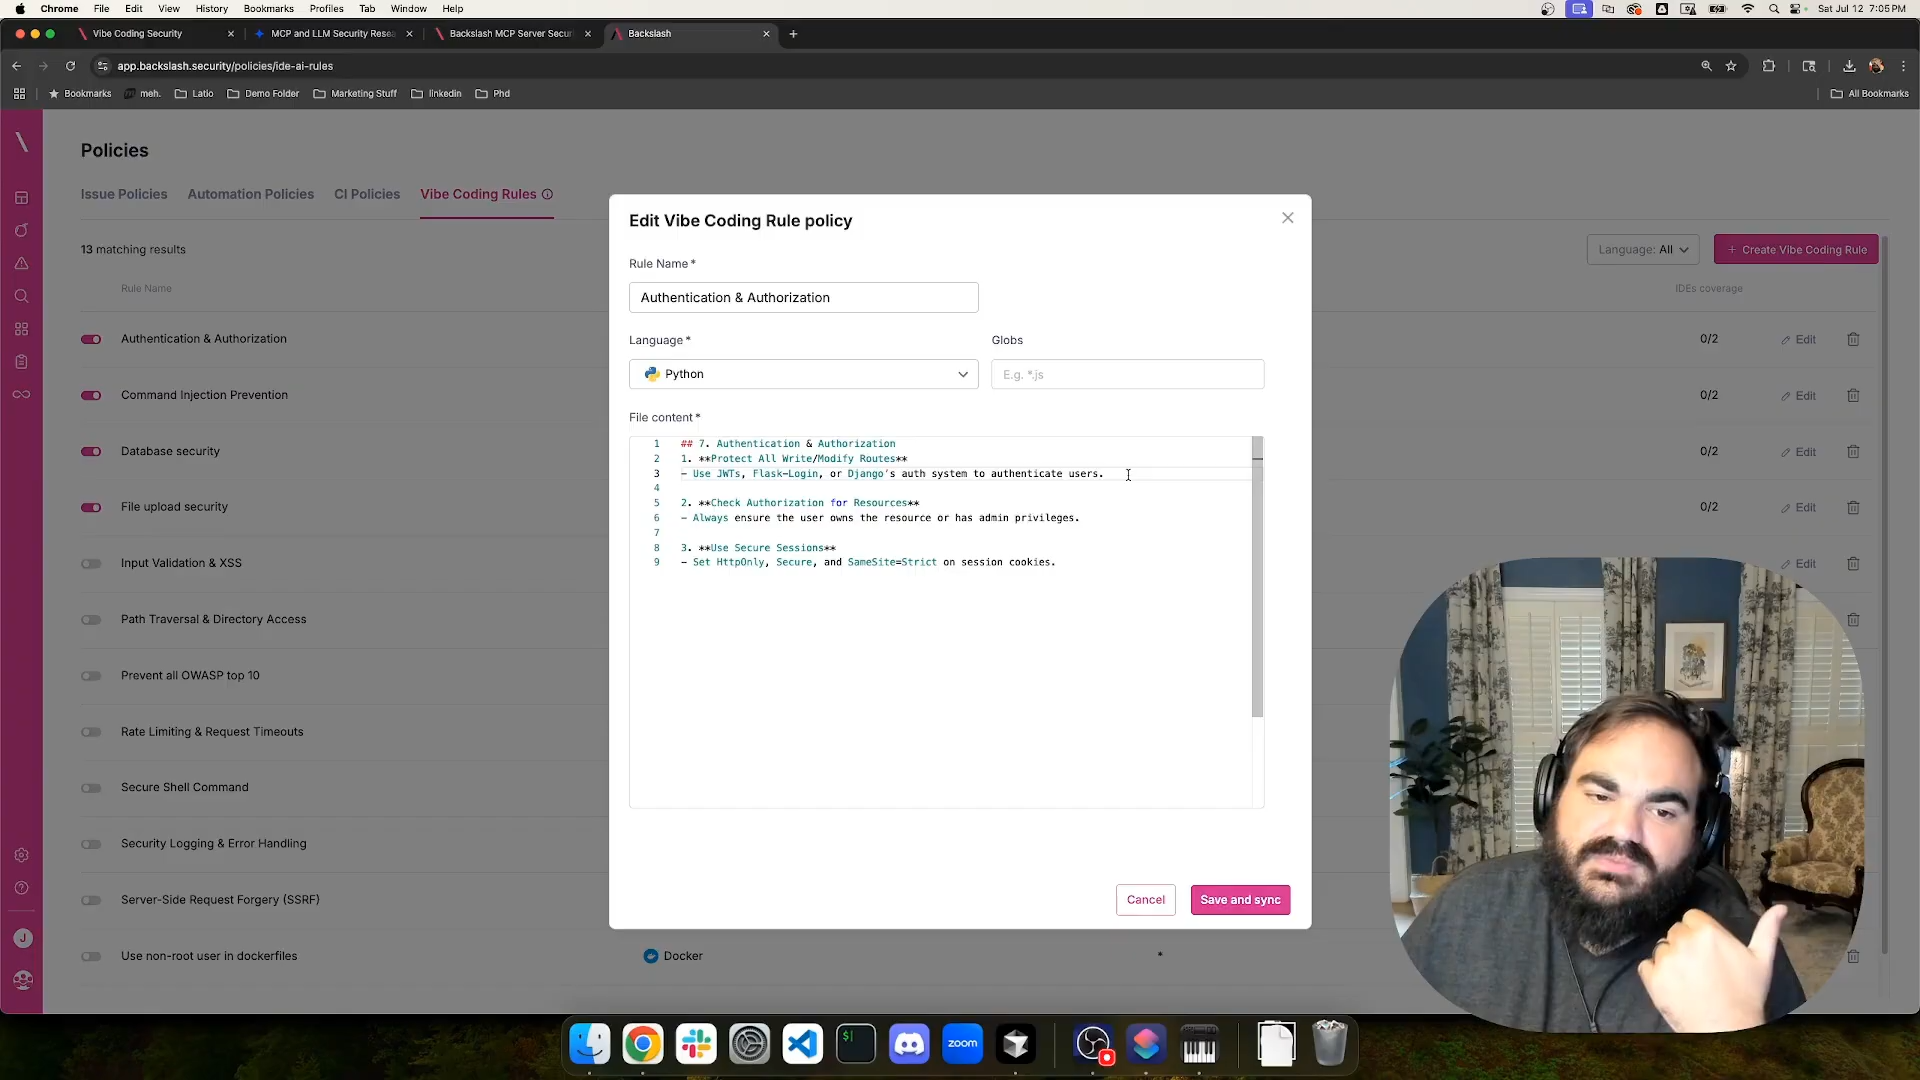 Chrome File Edit View History Bookmarks Profiles Tab Window Help
Sat Jul 12 7:05 PM
Vibe Coding Security
MCP and LLM Security Resea
Backslash MCP Server Secur
Backslash
app.backslash.security/policies/ide-ai-rules
Bookmarks meh. Latio Demo Folder Marketing Stuff linkedin Phd All Bookmarks
Policies
Issue Policies Automation Policies CI Policies Vibe Coding Rules
13 matching results
Language: All
+ Create Vibe Coding Rule
Rule Name
IDEs coverage
Authentication & Authorization
0/2 Edit
Command Injection Prevention
0/2 Edit
Database security
0/2 Edit
File upload security
0/2 Edit
Input Validation & XSS
Edit
Path Traversal & Directory Access
Prevent all OWASP top 10
Rate Limiting & Request Timeouts
Secure Shell Command
Security Logging & Error Handling
Server-Side Request Forgery (SSRF)
Use non-root user in dockerfiles
Docker
*
J
Edit Vibe Coding Rule policy
Rule Name *
Authentication & Authorization
Language *
Globs
Python
E.g. *.js
File content *
1 ## 7. Authentication & Authorization
2 1. **Protect All Write/Modify Routes**
3 - Use JWTs, Flask-Login, or Django's auth system to authenticate users.
4
5 2. **Check Authorization for Resources**
6 - Always ensure the user owns the resource or has admin privileges.
7
8 3. **Use Secure Sessions**
9 - Set HttpOnly, Secure, and SameSite=Strict on session cookies.
Cancel
Save and sync
zoom